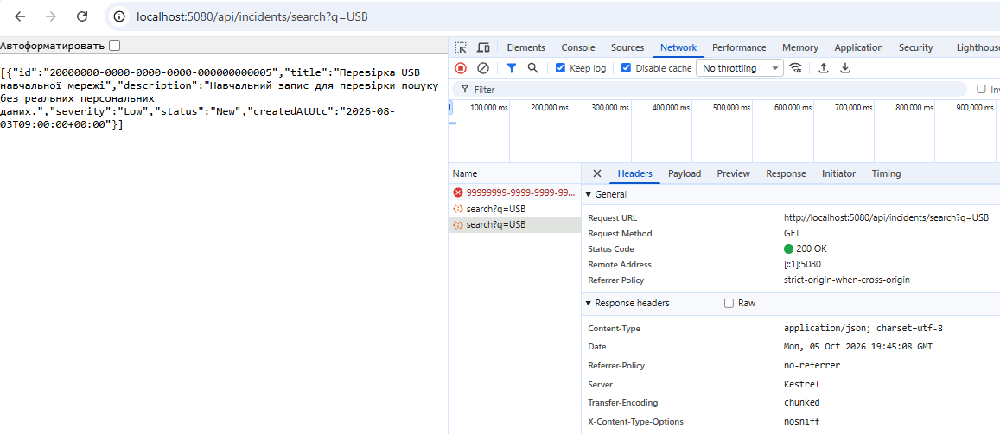 localhost:5080/api/incidents/search?q=USB
Автоформатировать
[{"id":"20000000-0000-0000-0000-000000000005","title":"Перевірка USB
навчальної мережі","description":"Навчальний запис для перевірки пошуку
без реальних персональних
даних.","severity":"Low","status":"New","createdAtUtc":"2026-08-
03T09:00:00+00:00"}]
Elements Console Sources Network Performance Memory Application Security Lighthous
Keep log Disable cache No throttling
Filter Inv
100,000 ms 200,000 ms 300,000 ms 400,000 ms 500,000 ms 600,000 ms 700,000 ms 800,000 ms 900,000 ms
Name
99999999-9999-9999-99...
search?q=USB
search?q=USB
Headers Payload Preview Response Initiator Timing
General
Request URL http://localhost:5080/api/incidents/search?q=USB
Request Method GET
Status Code 200 OK
Remote Address [::1]:5080
Referrer Policy strict-origin-when-cross-origin
Response headers Raw
Content-Type application/json; charset=utf-8
Date Mon, 05 Oct 2026 19:45:08 GMT
Referrer-Policy no-referrer
Server Kestrel
Transfer-Encoding chunked
X-Content-Type-Options nosniff